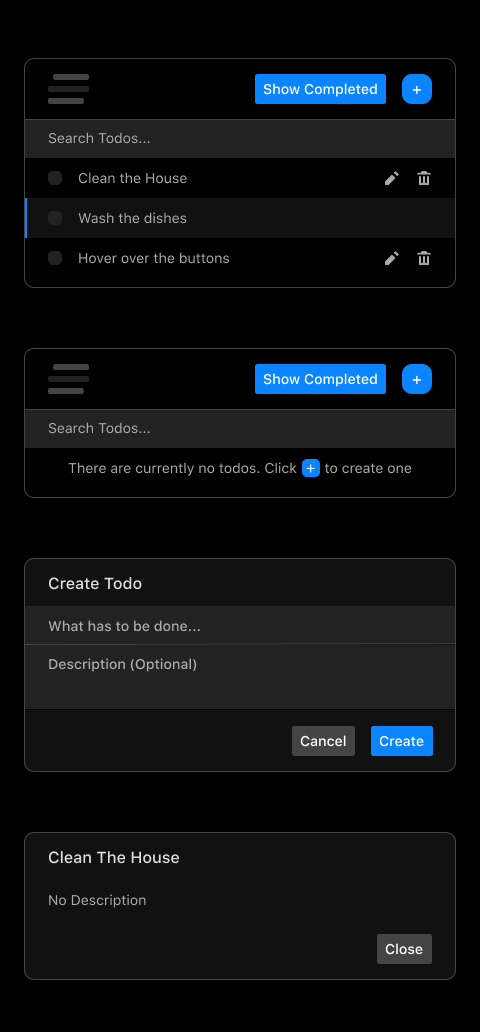 Show Completed +
Search Todos...
Clean the House
Wash the dishes
Hover over the buttons
Show Completed +
Search Todos...
There are currently no todos. Click + to create one
Create Todo
What has to be done...
Description (Optional)
Cancel Create
Clean The House
No Description
Close